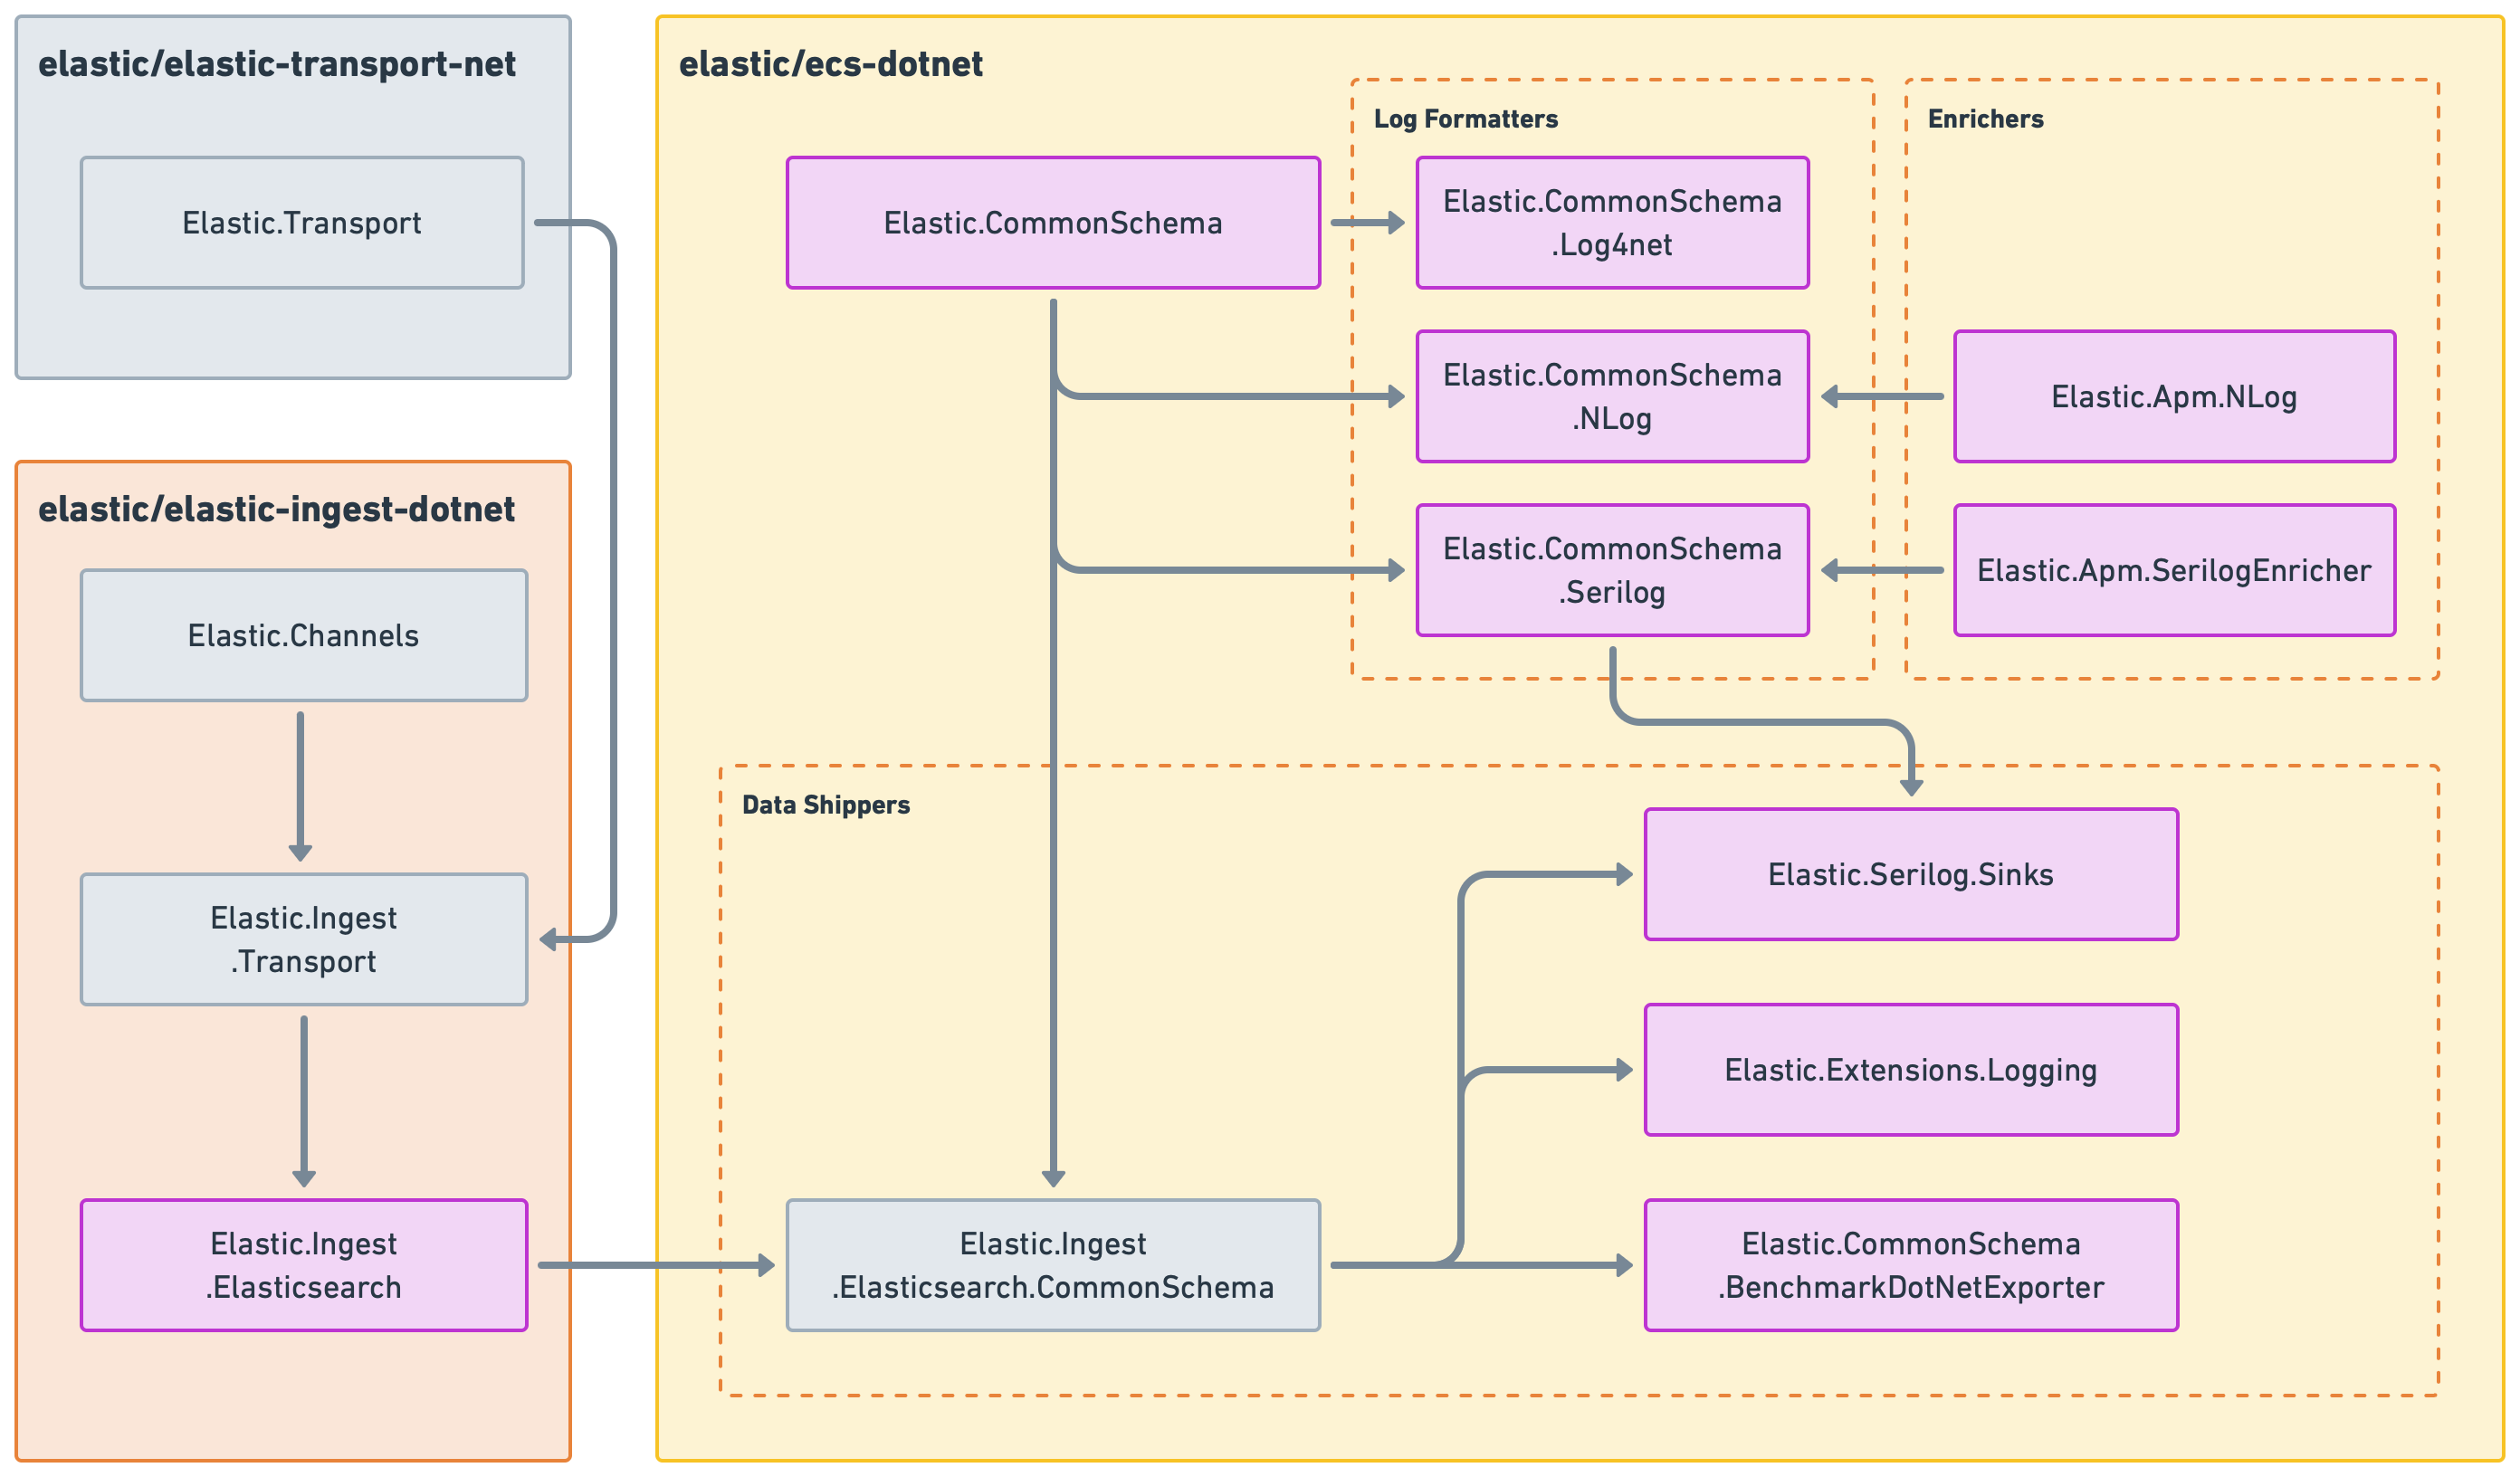 elastic/elastic-transport-net
Elastic.Transport
elastic/elastic-ingest-dotnet
Elastic.Channels
Elastic.Ingest
.Transport
Elastic.Ingest
.Elasticsearch
elastic/ecs-dotnet
Elastic.CommonSchema
Log Formatters
Elastic.CommonSchema
.Log4net
Elastic.CommonSchema
.NLog
Elastic.CommonSchema
.Serilog
Enrichers
Elastic.Apm.NLog
Elastic.Apm.SerilogEnricher
Data Shippers
Elastic.Ingest
.Elasticsearch.CommonSchema
Elastic.Serilog.Sinks
Elastic.Extensions.Logging
Elastic.CommonSchema
.BenchmarkDotNetExporter